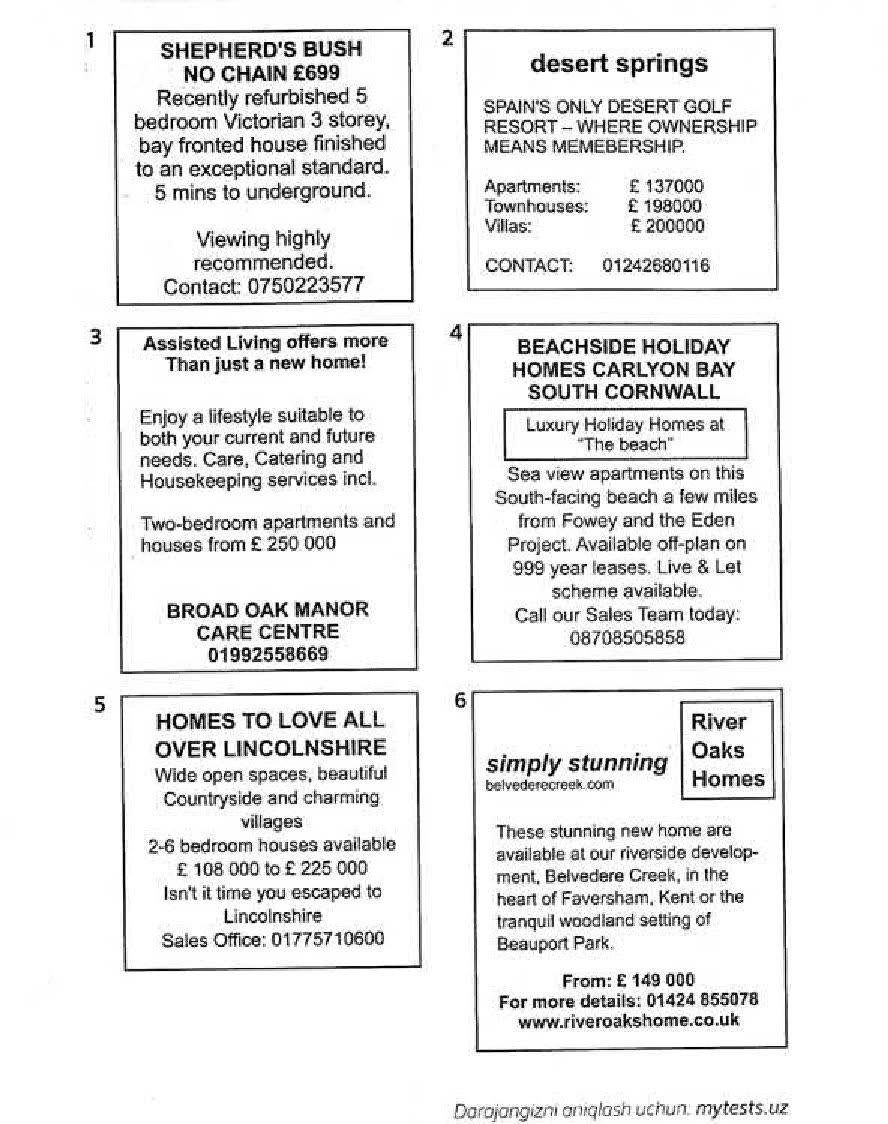 1
SHEPHERD'S BUSH
NO CHAIN £699
Recently refurbished 5
bedroom Victorian 3 storey,
bay fronted house finished
to an exceptional standard.
5 mins to underground.
Viewing highly
recommended.
Contact: 0750223577
2
desert springs
SPAIN'S ONLY DESERT GOLF
RESORT – WHERE OWNERSHIP
MEANS MEMEBERSHIP.
Apartments: £ 137000
Townhouses: £ 198000
Villas: £ 200000
CONTACT: 01242680116
3
Assisted Living offers more
Than just a new home!
Enjoy a lifestyle suitable to
both your current and future
needs. Care, Catering and
Housekeeping services incl.
Two-bedroom apartments and
houses from £ 250 000
BROAD OAK MANOR
CARE CENTRE
01992558669
4
BEACHSIDE HOLIDAY
HOMES CARLYON BAY
SOUTH CORNWALL
Luxury Holiday Homes at
"The beach"
Sea view apartments on this
South-facing beach a few miles
from Fowey and the Eden
Project. Available off-plan on
999 year leases. Live & Let
scheme available.
Call our Sales Team today:
08708505858
5
HOMES TO LOVE ALL
OVER LINCOLNSHIRE
Wide open spaces, beautiful
Countryside and charming
villages
2-6 bedroom houses available
£ 108 000 to £ 225 000
Isn't it time you escaped to
Lincolnshire
Sales Office: 01775710600
6
River
Oaks
Homes
simply stunning
belvederecreek.com
These stunning new home are
available at our riverside develop-
ment, Belvedere Creek, in the
heart of Faversham, Kent or the
tranquil woodland setting of
Beauport Park.
From: £ 149 000
For more details: 01424 855078
www.riveroakshome.co.uk
Darajangizni aniqlash uchun: mytests.uz